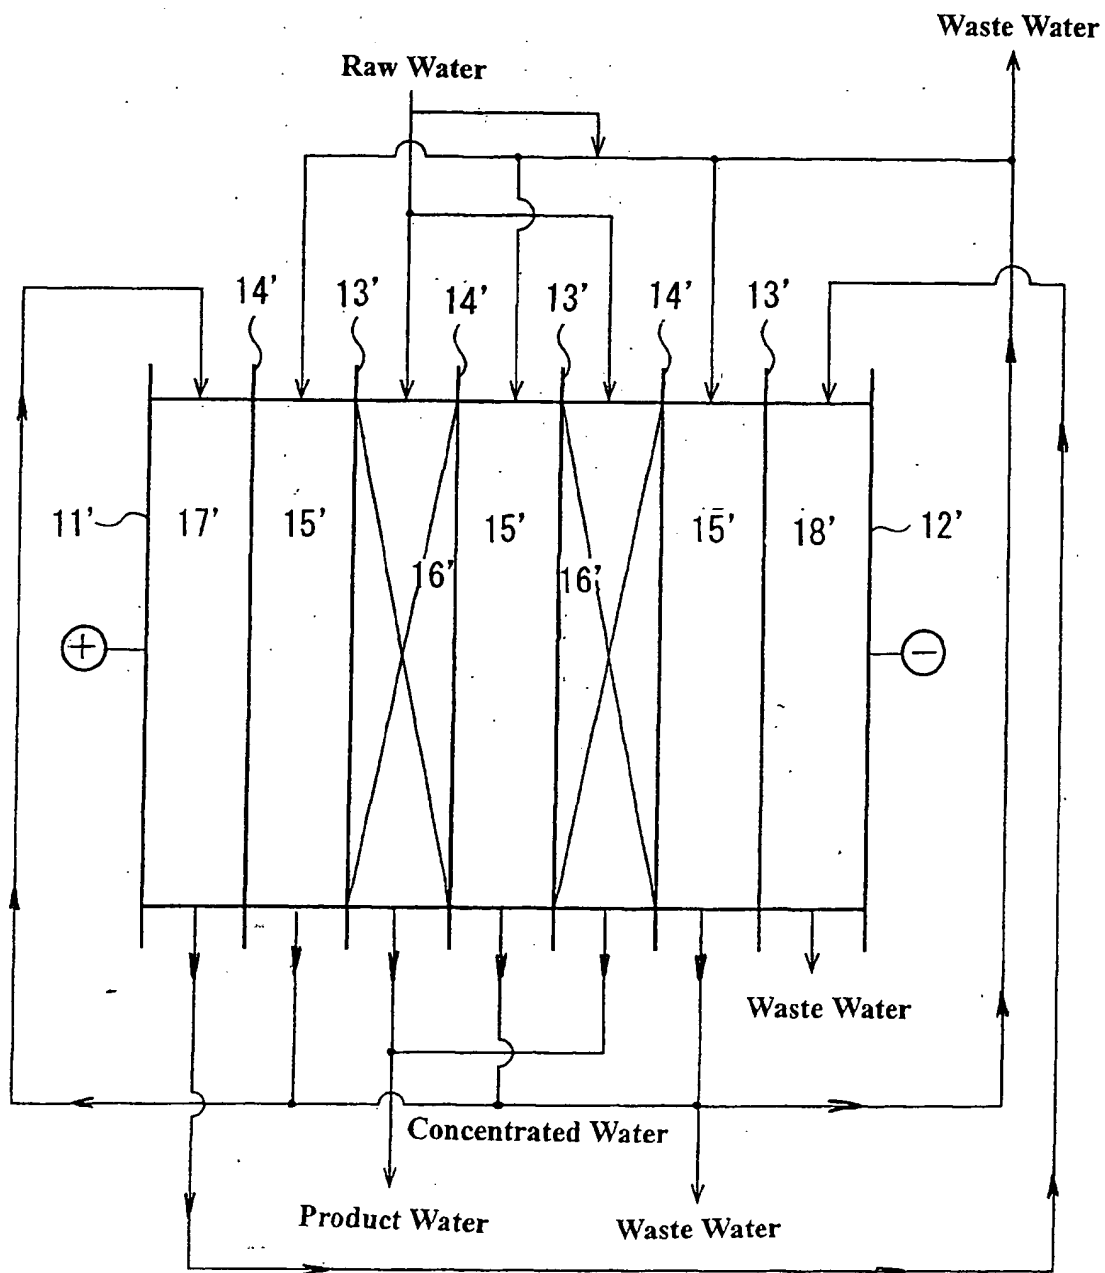 Waste Water
Raw Water
14'
13'
14'
13'
14'
13'
11'
17'
15'
16'
15'
16'
15'
18'
12'
+
−
Waste Water
Concentrated Water
Product Water
Waste Water